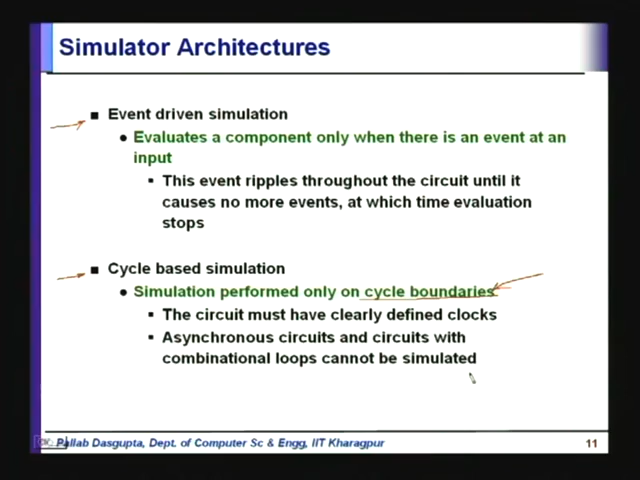 Simulator Architectures
Event driven simulation
Evaluates a component only when there is an event at an
input
This event ripples throughout the circuit until it
causes no more events, at which time evaluation
stops
Cycle based simulation
Simulation performed only on cycle boundaries
The circuit must have clearly defined clocks
Asynchronous circuits and circuits with
combinational loops cannot be simulated
Pallab Dasgupta, Dept. of Computer Sc & Engg, IIT Kharagpur
11